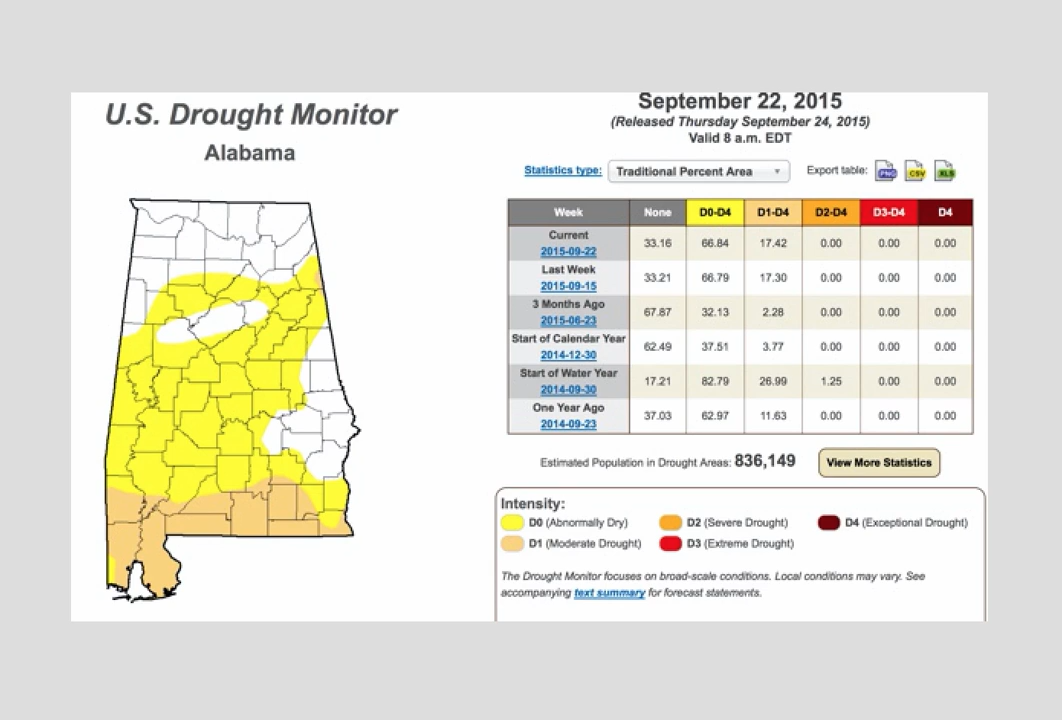 U.S. Drought Monitor
Alabama
September 22, 2015
(Released Thursday September 24, 2015)
Valid 8 a.m. EDT
Statistics type: Traditional Percent Area Export table: PNG CSV XLS
Week None D0-D4 D1-D4 D2-D4 D3-D4 D4
Current
2015-09-22 33.16 66.84 17.42 0.00 0.00 0.00
Last Week
2015-09-15 33.21 66.79 17.30 0.00 0.00 0.00
3 Months Ago
2015-06-23 67.87 32.13 2.28 0.00 0.00 0.00
Start of Calendar Year
2014-12-30 62.49 37.51 3.77 0.00 0.00 0.00
Start of Water Year
2014-09-30 17.21 82.79 26.99 1.25 0.00 0.00
One Year Ago
2014-09-23 37.03 62.97 11.63 0.00 0.00 0.00
Estimated Population in Drought Areas: 836,149 View More Statistics
Intensity:
D0 (Abnormally Dry) D2 (Severe Drought) D4 (Exceptional Drought)
D1 (Moderate Drought) D3 (Extreme Drought)
The Drought Monitor focuses on broad-scale conditions. Local conditions may vary. See
accompanying text summary for forecast statements.